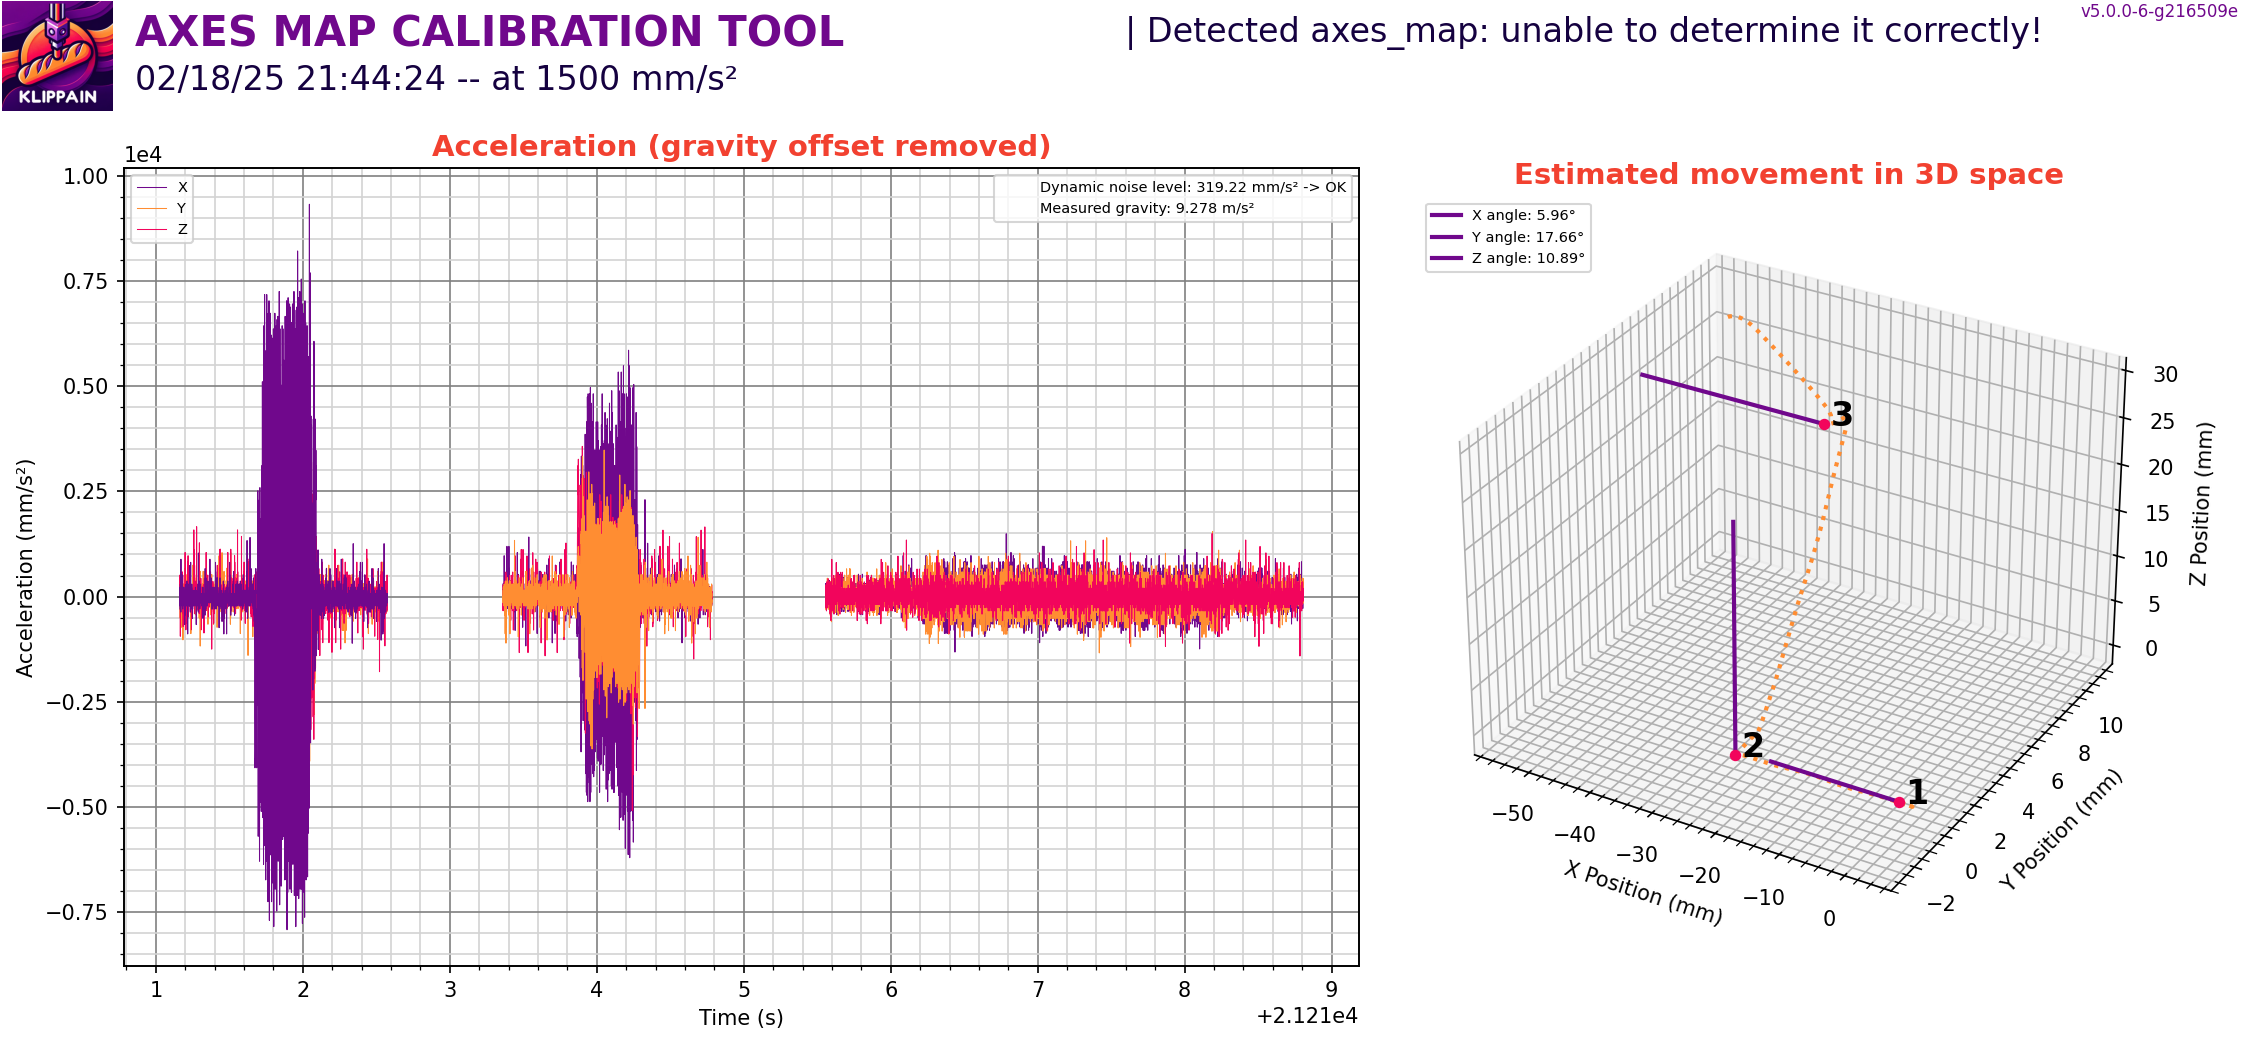 KLIPPAIN
AXES MAP CALIBRATION TOOL
02/18/25 21:44:24 -- at 1500 mm/s²
| Detected axes_map: unable to determine it correctly!
v5.0.0-6-g216509e
Acceleration (gravity offset removed)
1e4
1.00
0.75
0.50
0.25
0.00
−0.25
−0.50
−0.75
Acceleration (mm/s²)
X
Y
Z
Dynamic noise level: 319.22 mm/s² -> OK
Measured gravity: 9.278 m/s²
1
2
3
4
5
6
7
8
9
Time (s)
+2.121e4
Estimated movement in 3D space
X angle: 5.96°
Y angle: 17.66°
Z angle: 10.89°
3
2
1
30
25
20
15
10
5
0
Z Position (mm)
−50
−40
−30
−20
−10
0
X Position (mm)
−2
0
2
4
6
8
10
Y Position (mm)